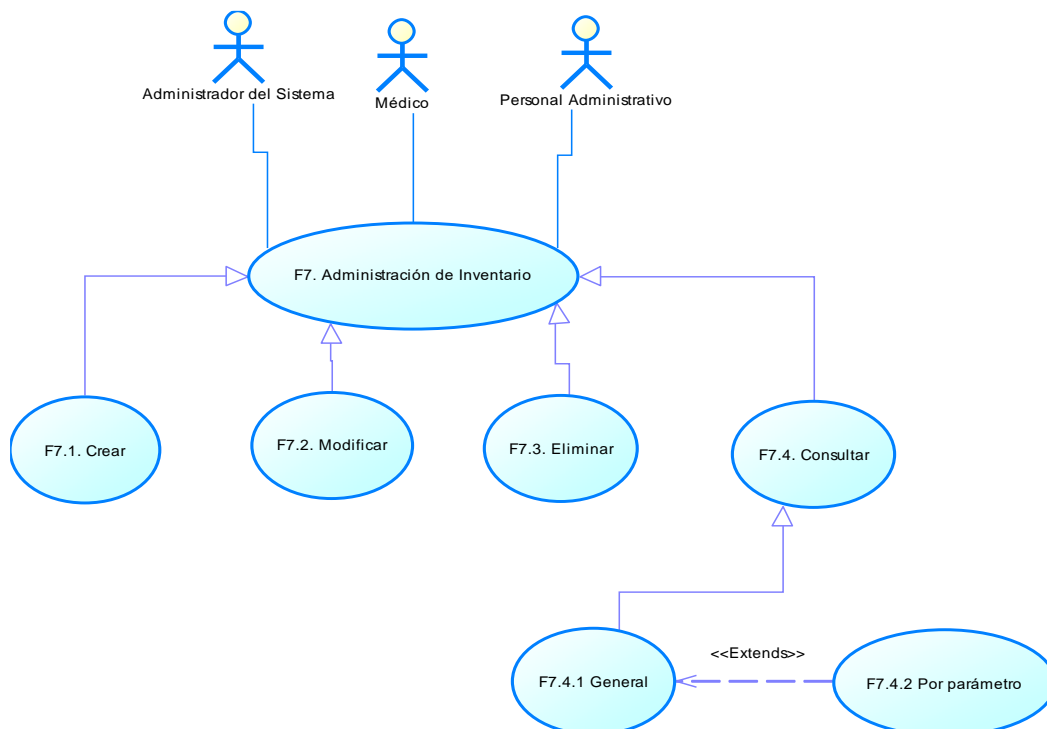 Administrador del Sistema
Médico
Personal Administrativo
F7. Administración de Inventario
F7.1. Crear
F7.2. Modificar
F7.3. Eliminar
F7.4. Consultar
<<Extends>>
F7.4.1 General
F7.4.2 Por parámetro